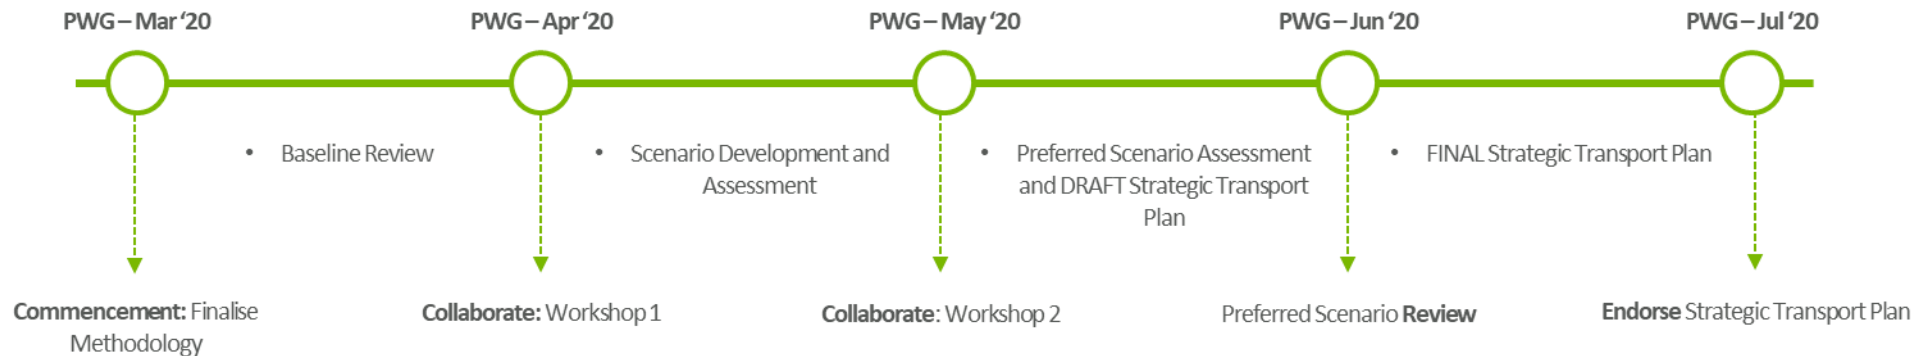 PWG – Mar ‘20
PWG – Apr ‘20
PWG – May ‘20
PWG – Jun ‘20
PWG – Jul ‘20
• Baseline Review
• Scenario Development and
Assessment
• Preferred Scenario Assessment
and DRAFT Strategic Transport
Plan
• FINAL Strategic Transport Plan
Commencement: Finalise
Methodology
Collaborate: Workshop 1
Collaborate: Workshop 2
Preferred Scenario Review
Endorse Strategic Transport Plan